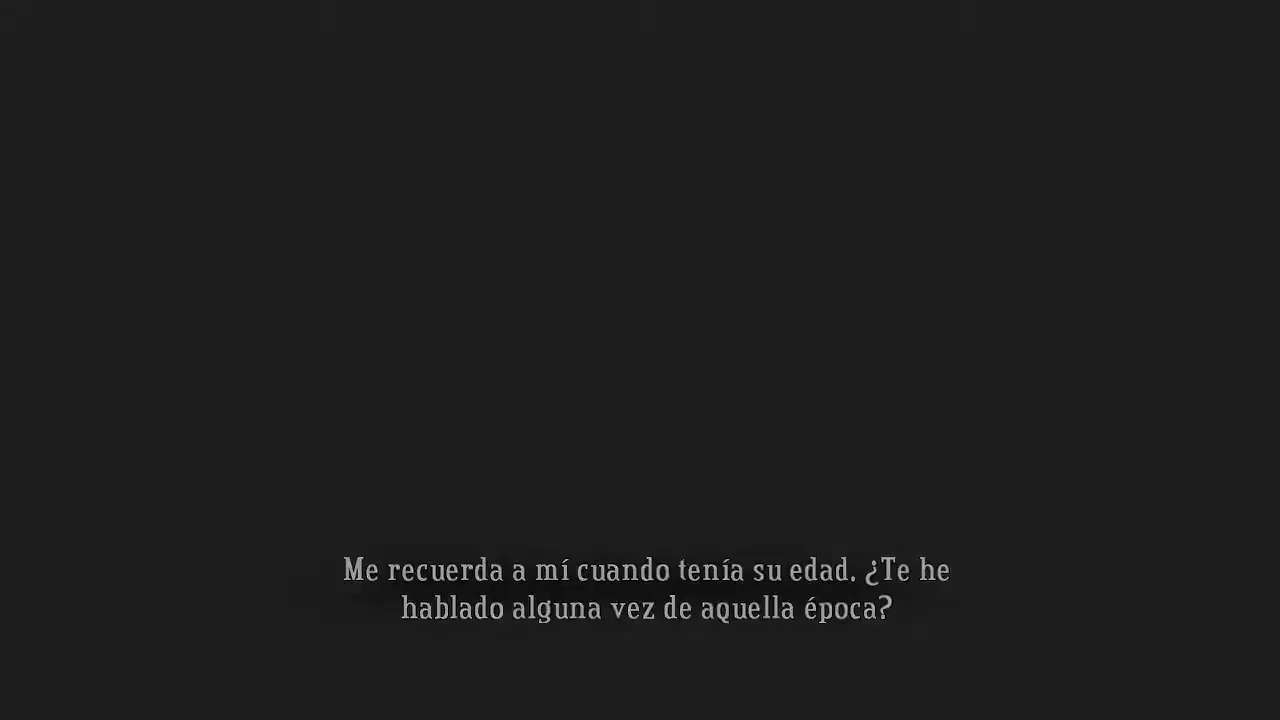 Me recuerda a mí cuando tenía su edad. ¿Te he
hablado alguna vez de aquella época?